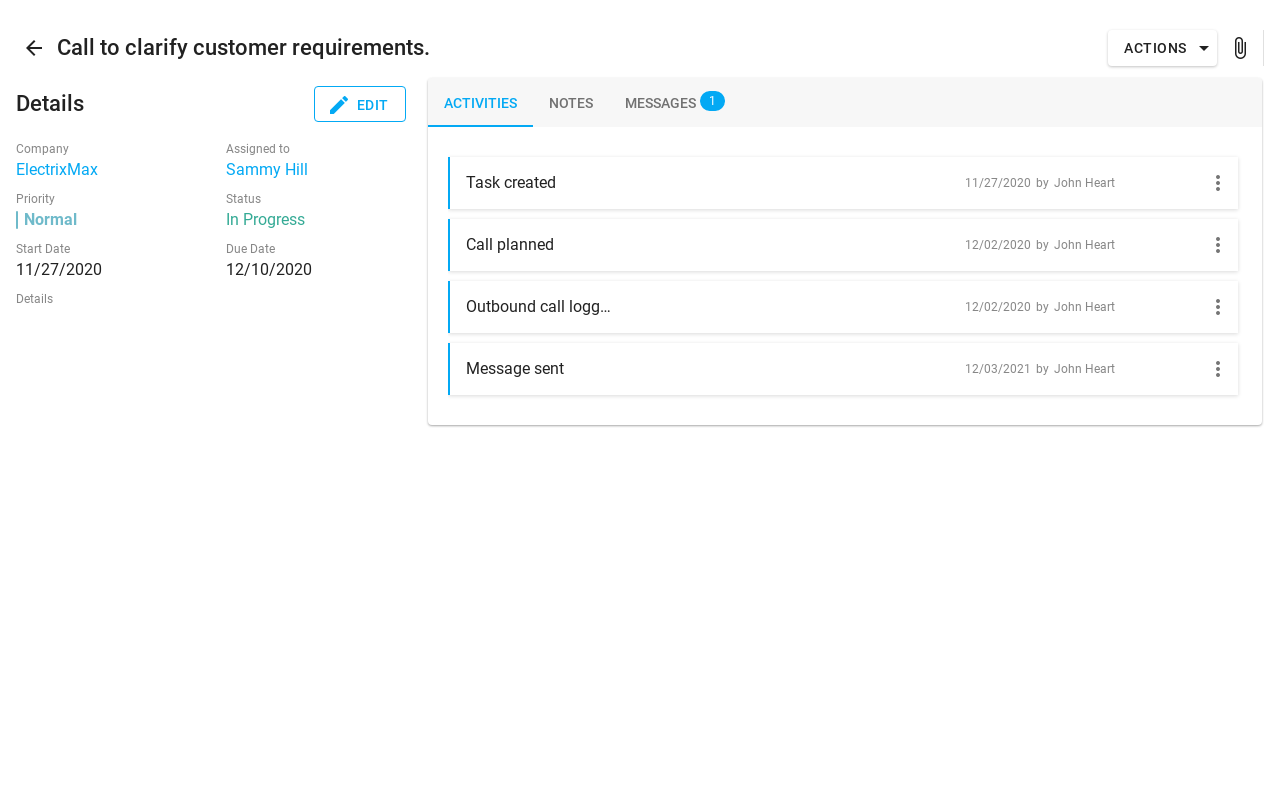 Call to clarify customer requirements.
ACTIONS
Details
EDIT
Company
Assigned to
ElectrixMax
Sammy Hill
Priority
Status
Normal
In Progress
Start Date
Due Date
11/27/2020
12/10/2020
Details
ACTIVITIES NOTES MESSAGES 1
Task created 11/27/2020 by John Heart
Call planned 12/02/2020 by John Heart
Outbound call logg... 12/02/2020 by John Heart
Message sent 12/03/2021 by John Heart